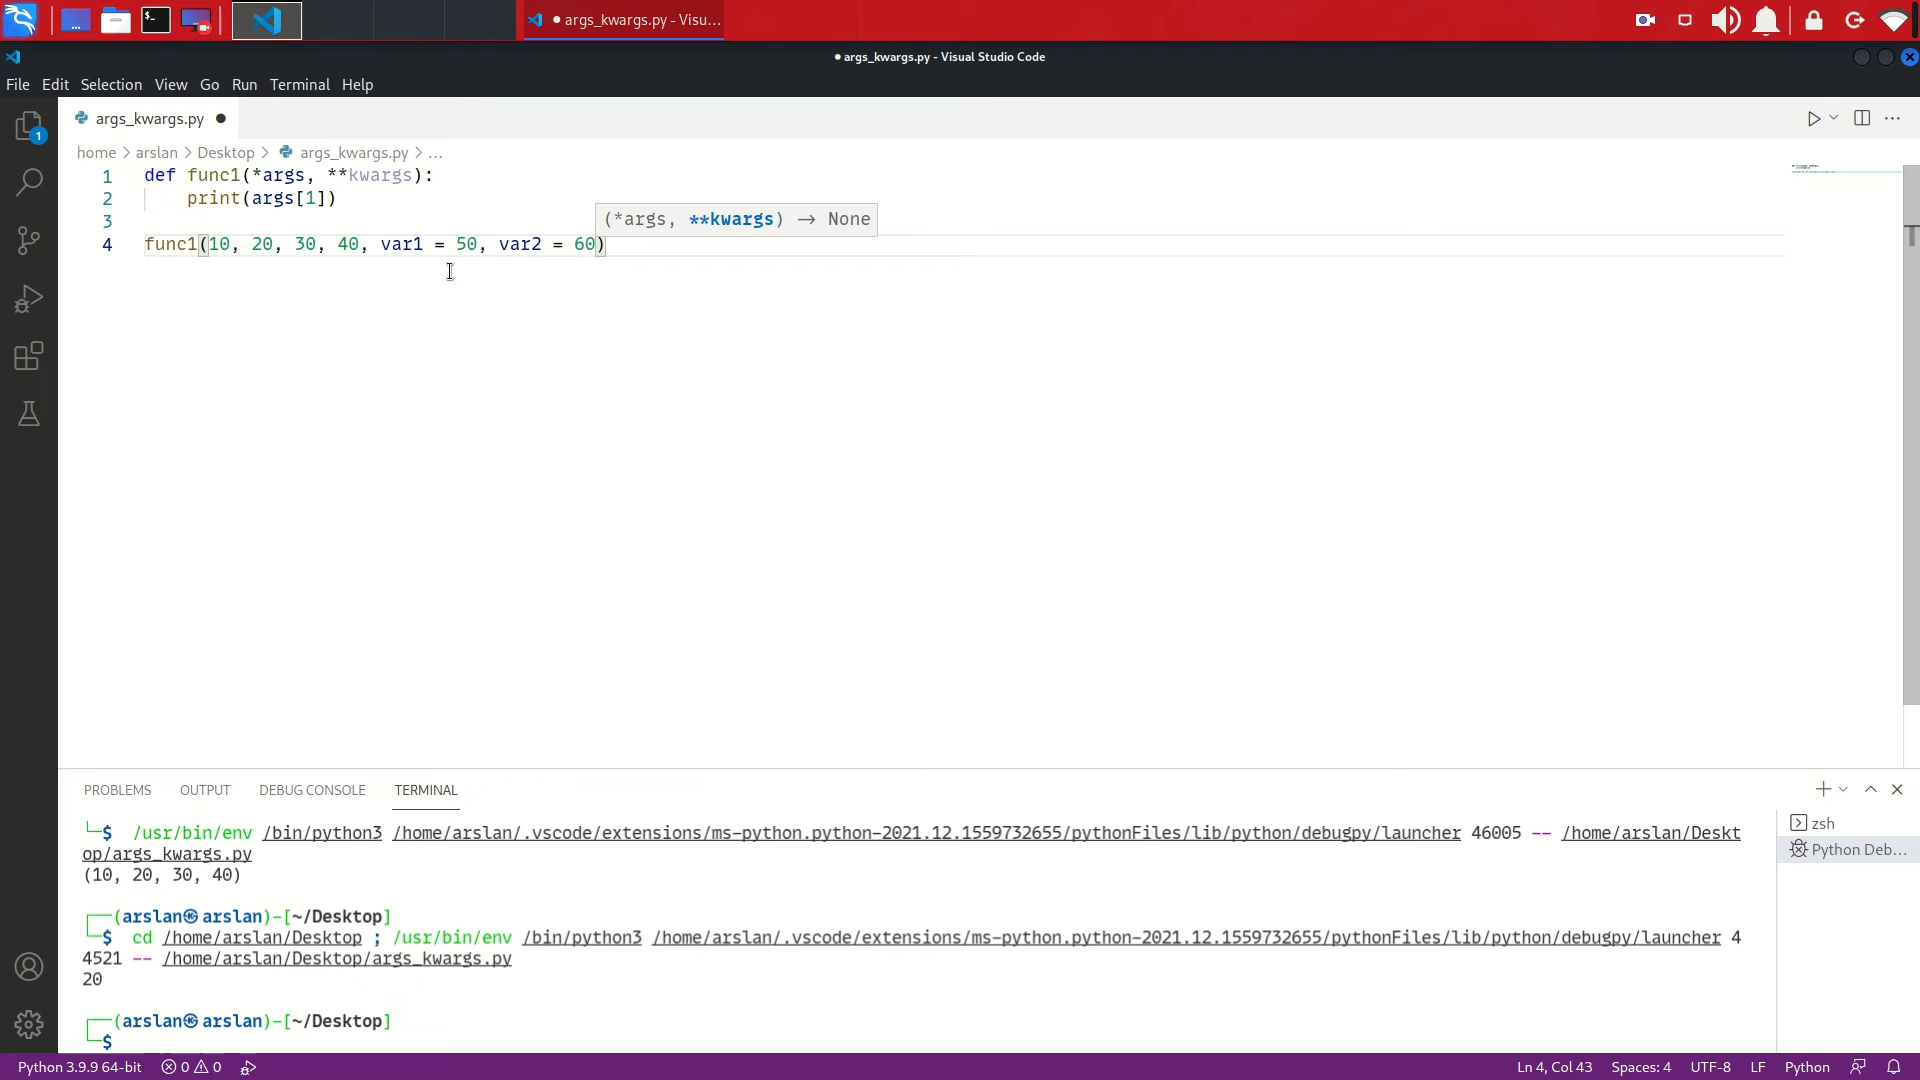 args_kwargs.py - Visu...
args_kwargs.py - Visual Studio Code
File Edit Selection View Go Run Terminal Help
args_kwargs.py
home > arslan > Desktop > args_kwargs.py > ...
1 def func1(*args, **kwargs):
2 print(args[1])
3
(*args, **kwargs) -> None
4 func1(10, 20, 30, 40, var1 = 50, var2 = 60)
1
PROBLEMS OUTPUT DEBUG CONSOLE TERMINAL
└─$ /usr/bin/env /bin/python3 /home/arslan/.vscode/extensions/ms-python.python-2021.12.1559732655/pythonFiles/lib/python/debugpy/launcher 46005 -- /home/arslan/Deskt
op/args_kwargs.py
(10, 20, 30, 40)
┌──(arslan㉿arslan)-[~/Desktop]
└─$ cd /home/arslan/Desktop ; /usr/bin/env /bin/python3 /home/arslan/.vscode/extensions/ms-python.python-2021.12.1559732655/pythonFiles/lib/python/debugpy/launcher 4
4521 -- /home/arslan/Desktop/args_kwargs.py
20
┌──(arslan㉿arslan)-[~/Desktop]
└─$
zsh
Python Deb...
Python 3.9.9 64-bit 0 0 Ln 4, Col 43 Spaces: 4 UTF-8 LF Python